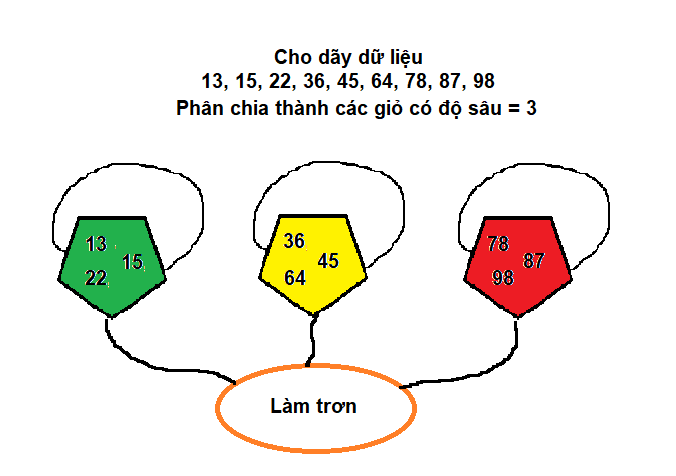 Cho dãy dữ liệu
13, 15, 22, 36, 45, 64, 78, 87, 98
Phân chia thành các giỏ có độ sâu = 3
13
15,
22,
36
45
64
78
87
98
Làm trơn